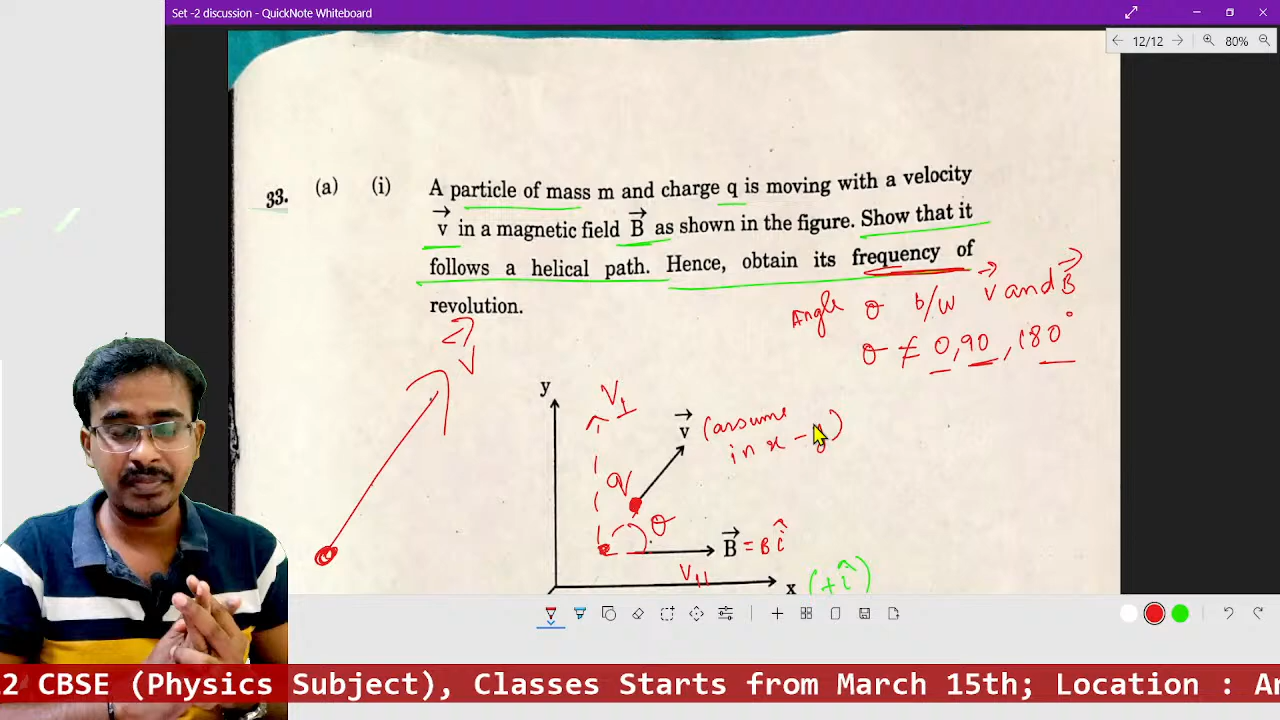 Set -2 discussion - QuickNote Whiteboard
12/12
80%
33. (a) (i) A particle of mass m and charge q is moving with a velocity
v in a magnetic field B as shown in the figure. Show that it
follows a helical path. Hence, obtain its frequency of
revolution.
Angle θ b/w v and B
θ ≠ 0, 90, 180°
V
y
V⊥
v (assume
in x - y)
q
θ
B = B î
V||
x (+ î)
12 CBSE (Physics Subject), Classes Starts from March 15th; Location : An